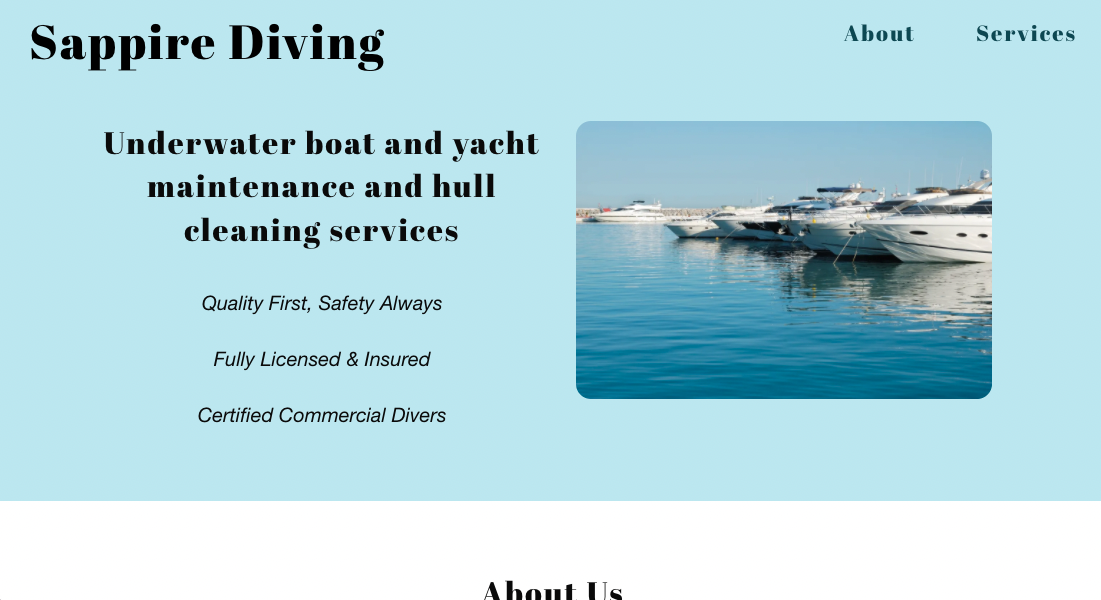 Sappire Diving
About
Services
Underwater boat and yacht
maintenance and hull
cleaning services
Quality First, Safety Always
Fully Licensed & Insured
Certified Commercial Divers
About Us